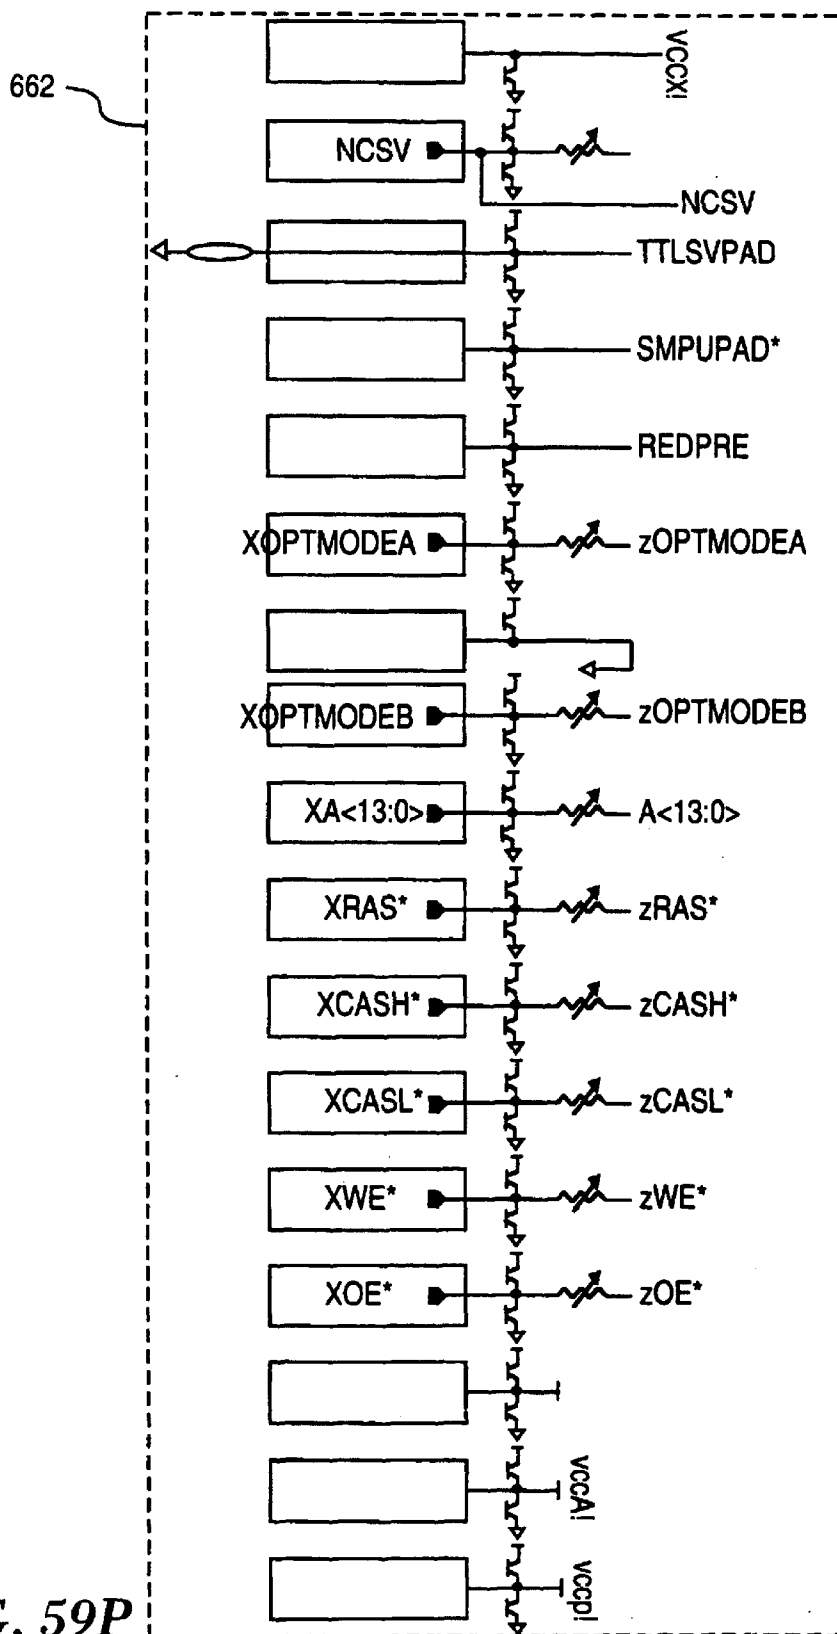 662
VCCX!
NCSV
NCSV
TTLSVPAD
SMPUPAD*
REDPRE
XOPTMODEA zOPTMODEA
XOPTMODEB zOPTMODEB
XA<13:0> A<13:0>
XRAS* zRAS*
XCASH* zCASH*
XCASL* zCASL*
XWE* zWE*
XOE* zOE*
vccA!
vccp!
G. 59P